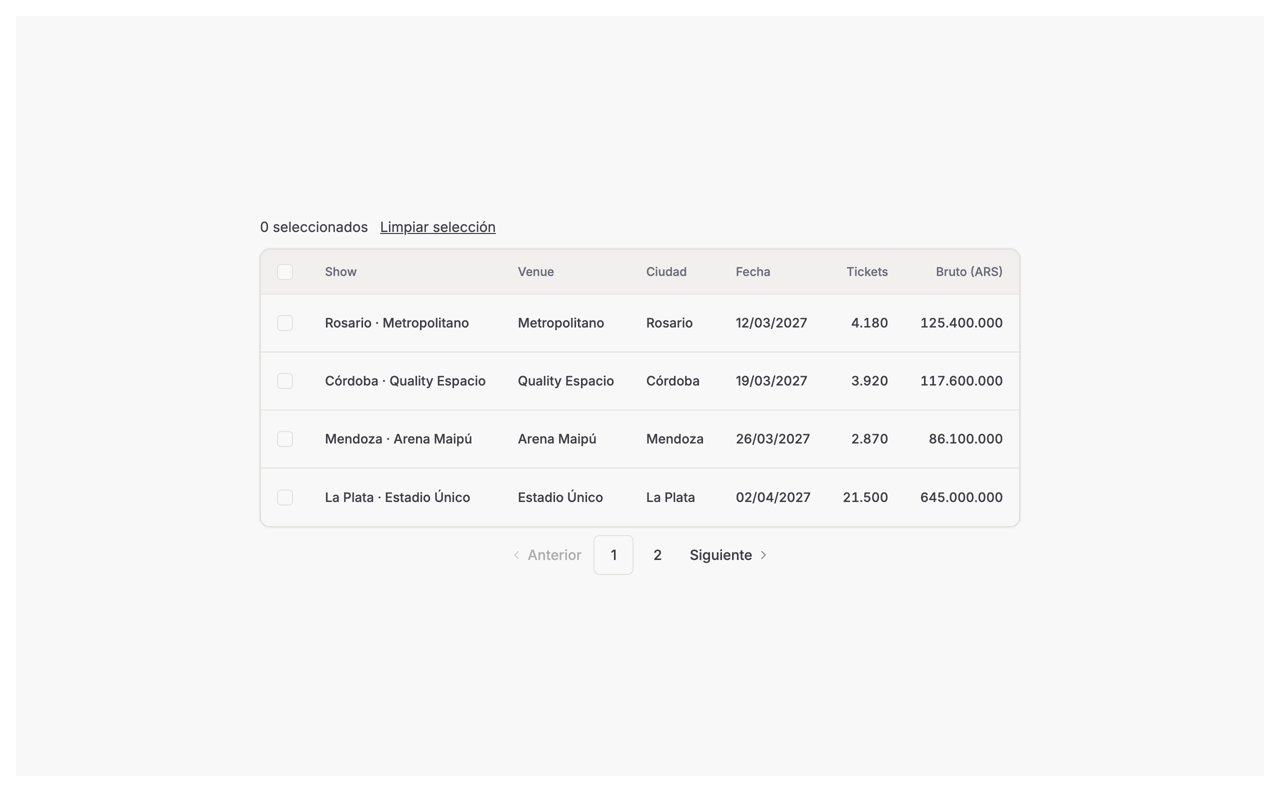 0 seleccionados Limpiar selección
Show Venue Ciudad Fecha Tickets Bruto (ARS)
Rosario · Metropolitano Metropolitano Rosario 12/03/2027 4.180 125.400.000
Córdoba · Quality Espacio Quality Espacio Córdoba 19/03/2027 3.920 117.600.000
Mendoza · Arena Maipú Arena Maipú Mendoza 26/03/2027 2.870 86.100.000
La Plata · Estadio Único Estadio Único La Plata 02/04/2027 21.500 645.000.000
Anterior 1 2 Siguiente